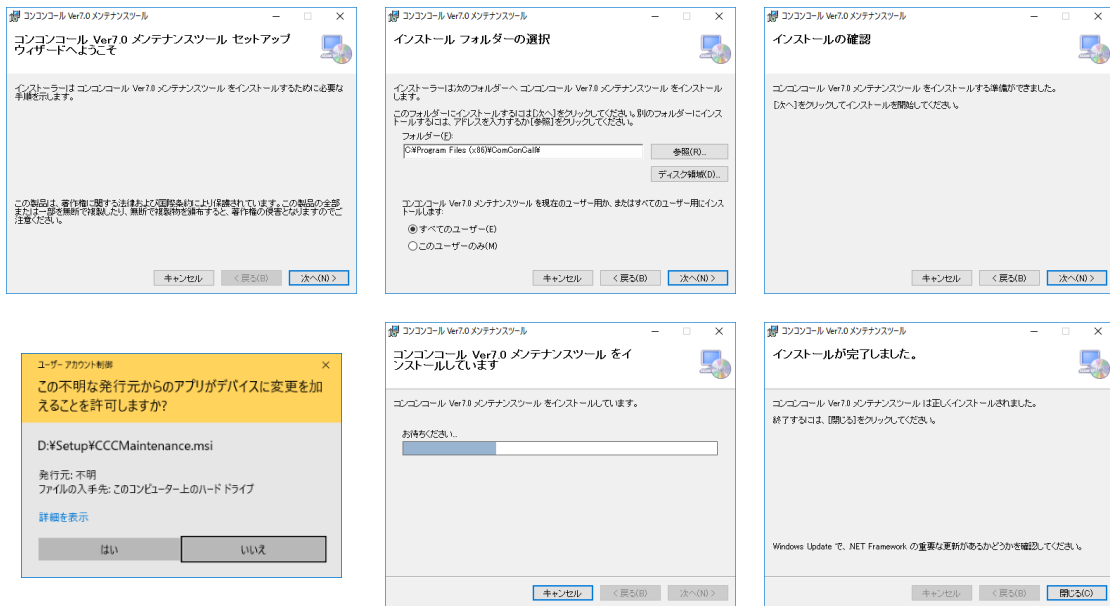 コンコンコール Ver7.0 メンテナンスツール
コンコンコール Ver7.0 メンテナンスツール セットアップ
ウィザードへようこそ
インストーラーは コンコンコール Ver7.0 メンテナンスツール をインストールするために必要な
手順を示します。
この製品は、著作権に関する法律および国際条約により保護されています。この製品の全部
または一部を無断で複製したり、無断で複製物を頒布すると、著作権の侵害となりますのでご
注意ください。
キャンセル
< 戻る(B)
次へ(N) >
コンコンコール Ver7.0 メンテナンスツール
インストール フォルダーの選択
インストーラーは次のフォルダーへ コンコンコール Ver7.0 メンテナンスツール をインストール
します。
このフォルダーにインストールするには[次へ]をクリックしてください。別のフォルダーにインス
トールするには、アドレスを入力するか[参照]をクリックしてください。
フォルダー(F):
C:¥Program Files (x86)¥ComConCall¥
参照(R)...
ディスク領域(D)...
コンコンコール Ver7.0 メンテナンスツール を現在のユーザー用か、またはすべてのユーザー用にインス
トールします:
すべてのユーザー(E)
このユーザーのみ(M)
キャンセル
< 戻る(B)
次へ(N) >
コンコンコール Ver7.0 メンテナンスツール
インストールの確認
コンコンコール Ver7.0 メンテナンスツール をインストールする準備ができました。
[次へ]をクリックしてインストールを開始してください。
キャンセル
< 戻る(B)
次へ(N) >
ユーザー アカウント制御
この不明な発行元からのアプリがデバイスに変更を加
えることを許可しますか?
D:¥Setup¥CCCMaintenance.msi
発行元: 不明
ファイルの入手先: このコンピューター上のハード ドライブ
詳細を表示
はい
いいえ
コンコンコール Ver7.0 メンテナンスツール
コンコンコール Ver7.0 メンテナンスツール をイ
ンストールしています
コンコンコール Ver7.0 メンテナンスツール をインストールしています。
お待ちください...
キャンセル
< 戻る(B)
次へ(N) >
コンコンコール Ver7.0 メンテナンスツール
インストールが完了しました。
コンコンコール Ver7.0 メンテナンスツール は正しくインストールされました。
終了するには、[閉じる]をクリックしてください。
Windows Update で、.NET Framework の重要な更新があるかどうかを確認してください。
キャンセル
< 戻る(B)
閉じる(C)